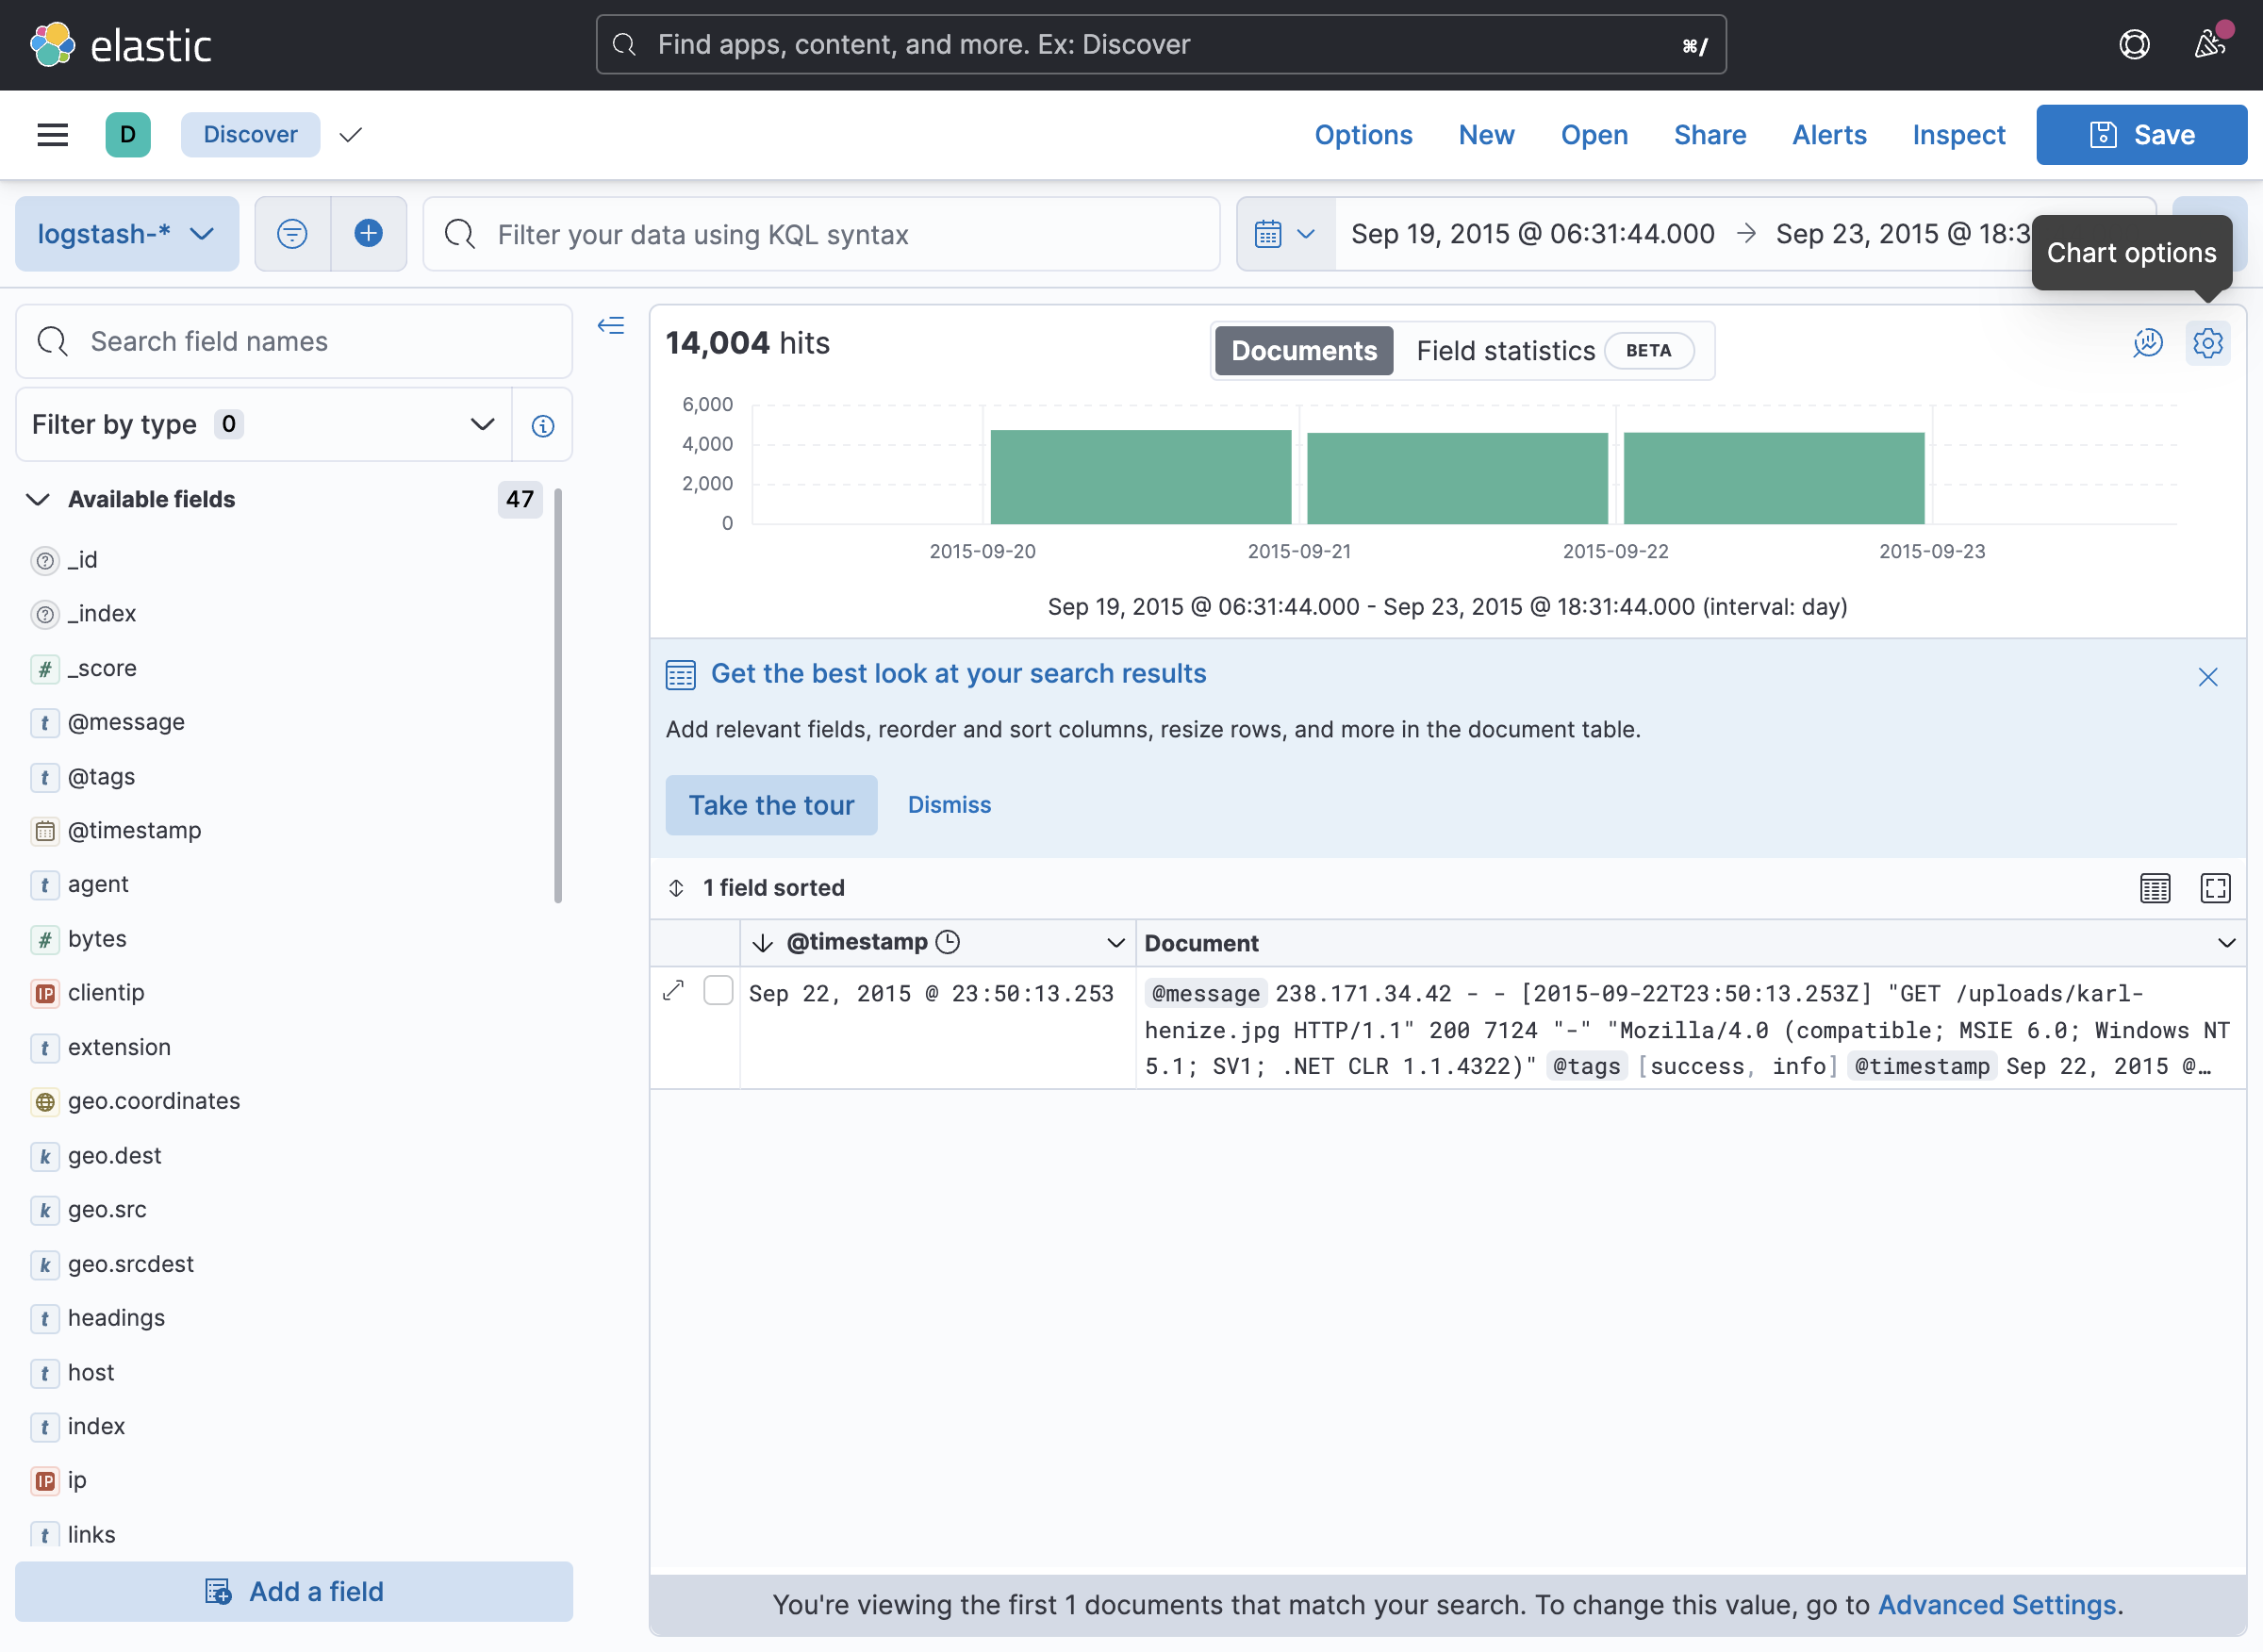 elastic
Find apps, content, and more. Ex: Discover
⌘/
D
Discover
Options
New
Open
Share
Alerts
Inspect
Save
logstash-*
Filter your data using KQL syntax
Sep 19, 2015 @ 06:31:44.000 → Sep 23, 2015 @ 18:3
Chart options
Search field names
Filter by type 0
Available fields 47
_id
_index
# _score
t @message
t @tags
@timestamp
t agent
# bytes
IP clientip
t extension
geo.coordinates
k geo.dest
k geo.src
k geo.srcdest
t headings
t host
t index
IP ip
t links
Add a field
14,004 hits
Documents
Field statistics BETA
6,000
4,000
2,000
0
2015-09-20
2015-09-21
2015-09-22
2015-09-23
Sep 19, 2015 @ 06:31:44.000 - Sep 23, 2015 @ 18:31:44.000 (interval: day)
Get the best look at your search results
Add relevant fields, reorder and sort columns, resize rows, and more in the document table.
Take the tour
Dismiss
1 field sorted
@timestamp
Document
Sep 22, 2015 @ 23:50:13.253
@message 238.171.34.42 - - [2015-09-22T23:50:13.253Z] "GET /uploads/karl-
henize.jpg HTTP/1.1" 200 7124 "-" "Mozilla/4.0 (compatible; MSIE 6.0; Windows NT
5.1; SV1; .NET CLR 1.1.4322)" @tags [success, info] @timestamp Sep 22, 2015 @…
You're viewing the first 1 documents that match your search. To change this value, go to Advanced Settings.